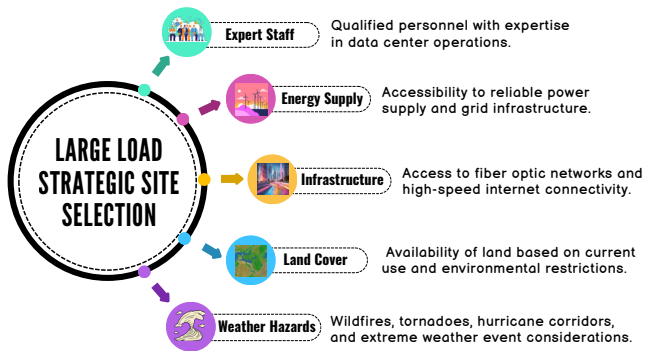 LARGE LOAD
STRATEGIC SITE
SELECTION
Expert Staff
Qualified personnel with expertise
in data center operations.
Energy Supply
Accessibility to reliable power
supply and grid infrastructure.
Infrastructure
Access to fiber optic networks and
high-speed internet connectivity.
Land Cover
Availability of land based on current
use and environmental restrictions.
Weather Hazards
Wildfires, tornadoes, hurricane corridors,
and extreme weather event considerations.